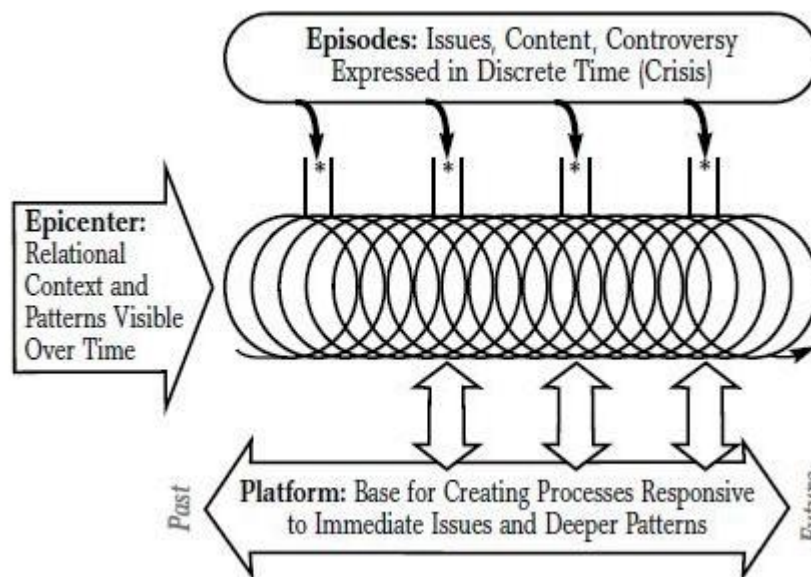 Episodes: Issues, Content, Controversy
Expressed in Discrete Time (Crisis)
* * * *
Epicenter:
Relational
Context and
Patterns Visible
Over Time
Past
Platform: Base for Creating Processes Responsive
to Immediate Issues and Deeper Patterns
Future